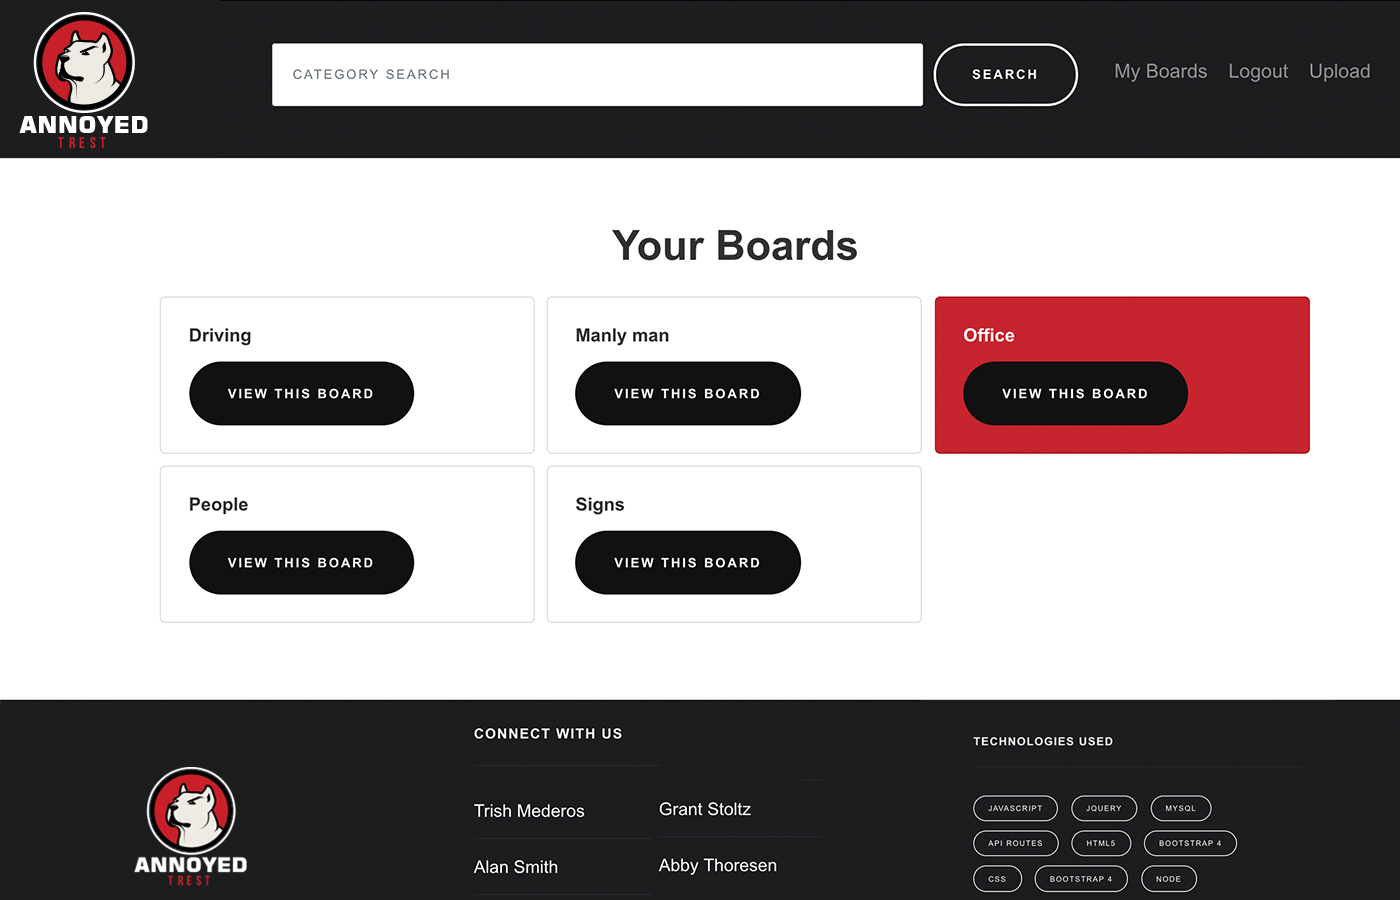 ANNOYED
TREST
CATEGORY SEARCH
SEARCH
My Boards
Logout
Upload
Your Boards
Driving
VIEW THIS BOARD
Manly man
VIEW THIS BOARD
Office
VIEW THIS BOARD
People
VIEW THIS BOARD
Signs
VIEW THIS BOARD
ANNOYED
TREST
CONNECT WITH US
Trish Mederos
Grant Stoltz
Alan Smith
Abby Thoresen
TECHNOLOGIES USED
JAVASCRIPT
JQUERY
MYSQL
API ROUTES
HTML5
BOOTSTRAP 4
CSS
BOOTSTRAP 4
NODE